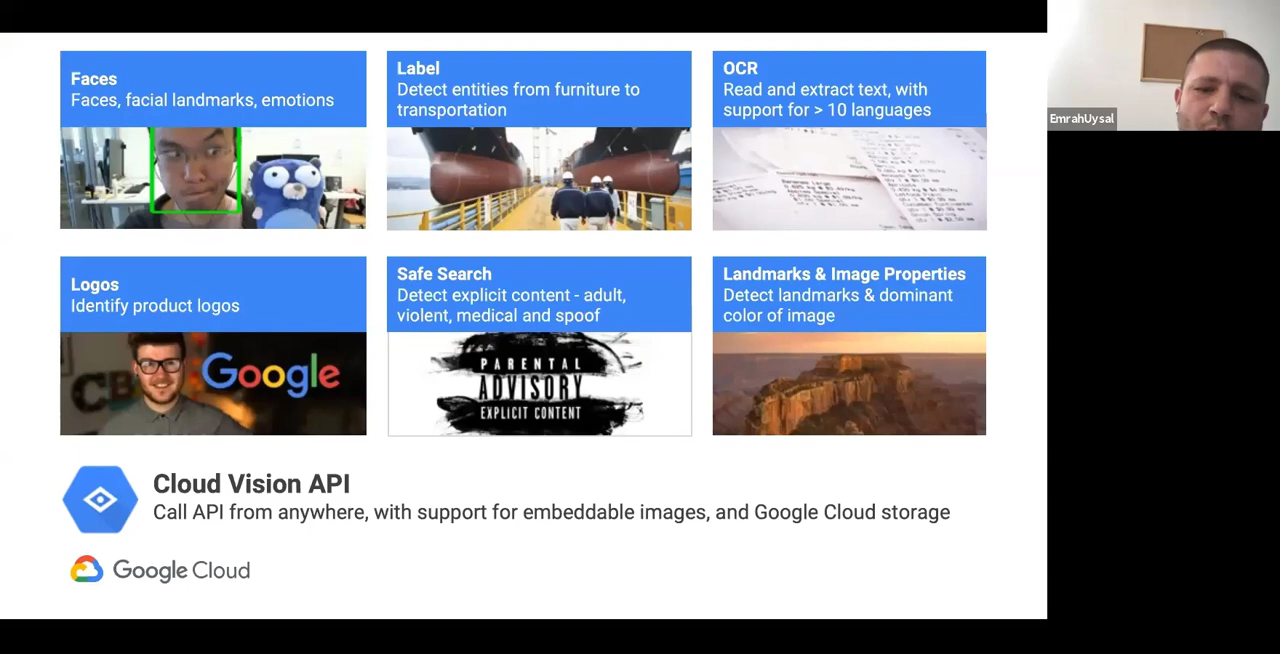 Faces
Faces, facial landmarks, emotions
Label
Detect entities from furniture to
transportation
OCR
Read and extract text, with
support for > 10 languages
EmrahUysal
Logos
Identify product logos
Google
Safe Search
Detect explicit content - adult,
violent, medical and spoof
PARENTAL
ADVISORY
EXPLICIT CONTENT
Landmarks & Image Properties
Detect landmarks & dominant
color of image
Cloud Vision API
Call API from anywhere, with support for embeddable images, and Google Cloud storage
Google Cloud